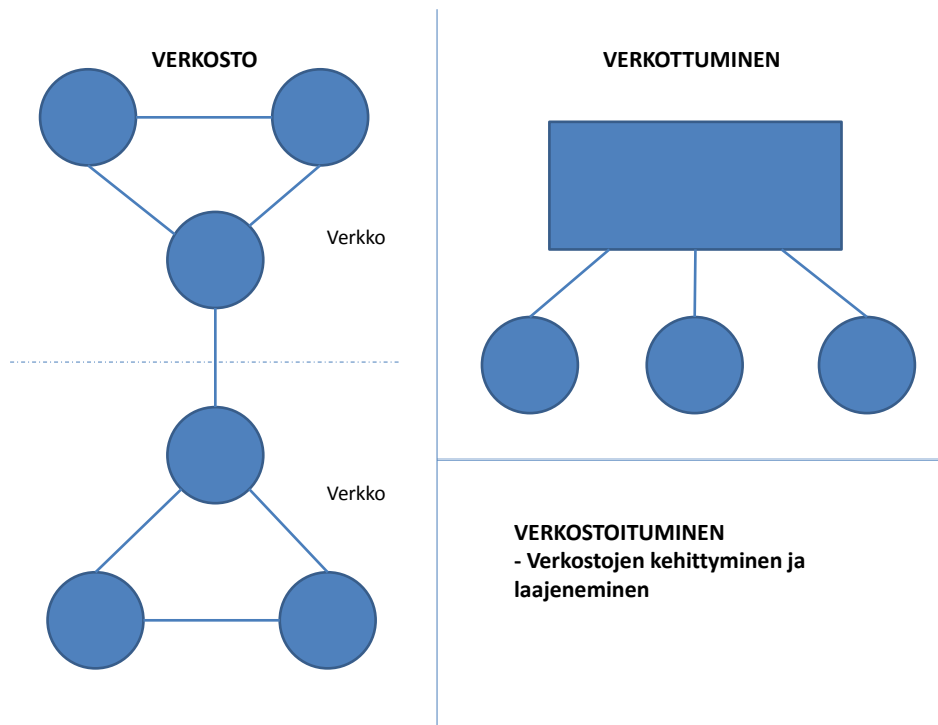 VERKOSTO
Verkko
Verkko
VERKOTTUMINEN
VERKOSTOITUMINEN
- Verkostojen kehittyminen ja
laajeneminen